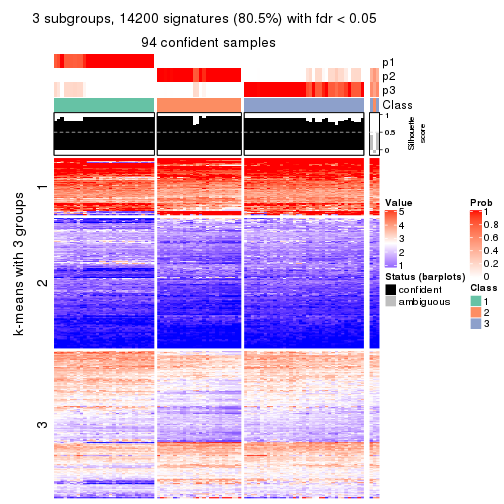 3 subgroups, 14200 signatures (80.5%) with fdr < 0.05
94 confident samples
p1
p2
p3
Class
1
0.5
0
Silhouette
score
k-means with 3 groups
1
2
3
Value
5
4
3
2
1
Status (barplots)
confident
ambiguous
Prob
1
0.8
0.6
0.4
0.2
0
Class
1
2
3